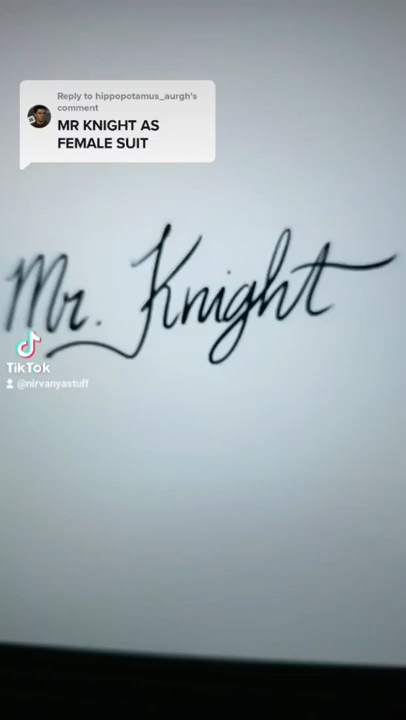 Reply to hippopotamus_aurgh's
comment
MR KNIGHT AS
FEMALE SUIT
Mr. Knight
TikTok
@nirvanyastuff